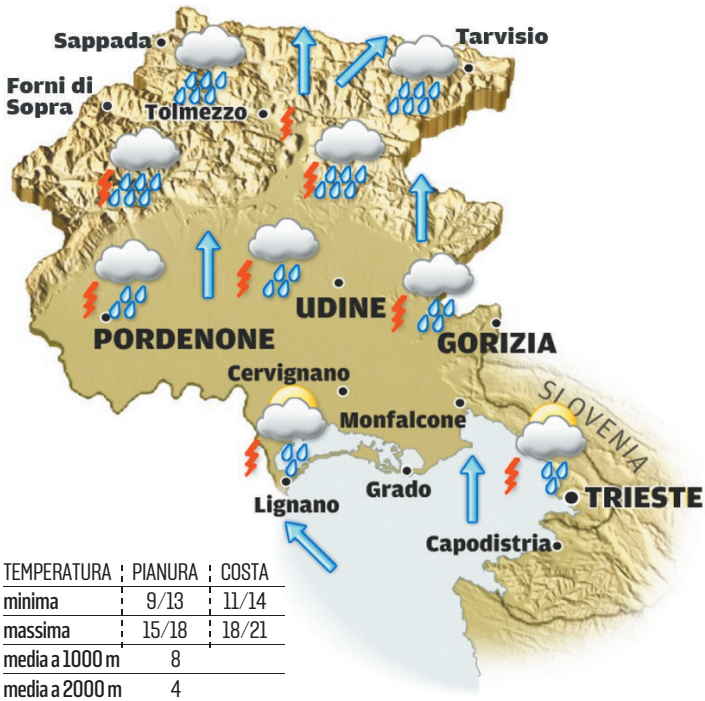 Sappada
Tarvisio
Forni di
Sopra
Tolmezzo
UDINE
PORDENONE
GORIZIA
Cervignano
SLOVENIA
Monfalcone
Grado
TRIESTE
Lignano
Capodistria
TEMPERATURA PIANURA COSTA
minima 9/13 11/14
massima 15/18 18/21
media a 1000 m 8
media a 2000 m 4